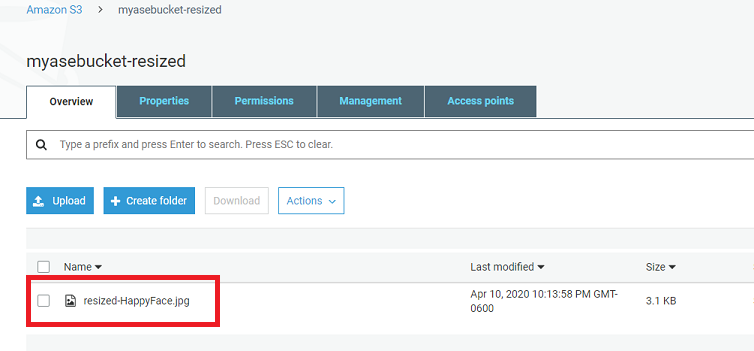 Amazon S3 > myasebucket-resized
myasebucket-resized
Overview Properties Permissions Management Access points
Type a prefix and press Enter to search. Press ESC to clear.
Upload + Create folder Download Actions
Name Last modified Size
resized-HappyFace.jpg Apr 10, 2020 10:13:58 PM GMT- 3.1 KB
0600